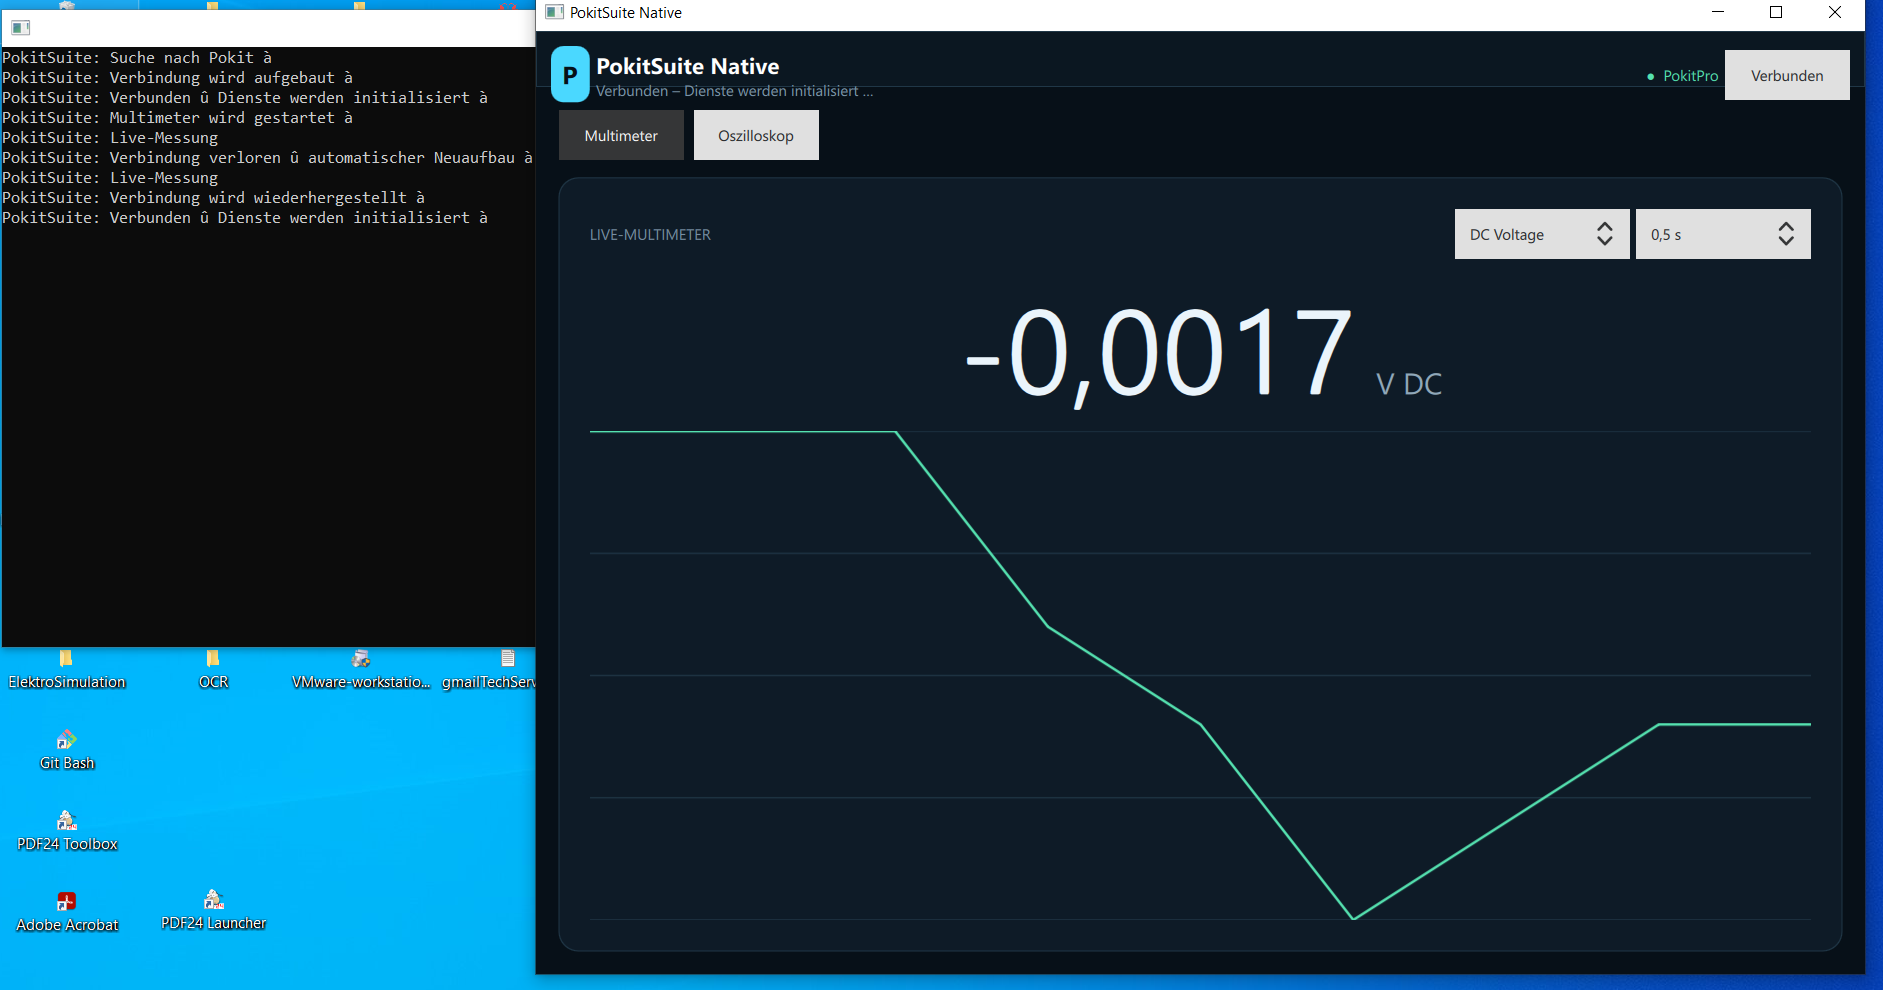 PokitSuite: Suche nach Pokit à
PokitSuite: Verbindung wird aufgebaut à
PokitSuite: Verbunden û Dienste werden initialisiert à
PokitSuite: Multimeter wird gestartet à
PokitSuite: Live-Messung
PokitSuite: Verbindung verloren û automatischer Neuaufbau à
PokitSuite: Live-Messung
PokitSuite: Verbindung wird wiederhergestellt à
PokitSuite: Verbunden û Dienste werden initialisiert à
ElektroSimulation
OCR
VMware-workstatio...
gmailTechServ
Git Bash
PDF24 Toolbox
Adobe Acrobat
PDF24 Launcher
PokitSuite Native
P
PokitSuite Native
Verbunden – Dienste werden initialisiert ...
● PokitPro
Verbunden
Multimeter
Oszilloskop
LIVE-MULTIMETER
DC Voltage
0,5 s
-0,0017 V DC